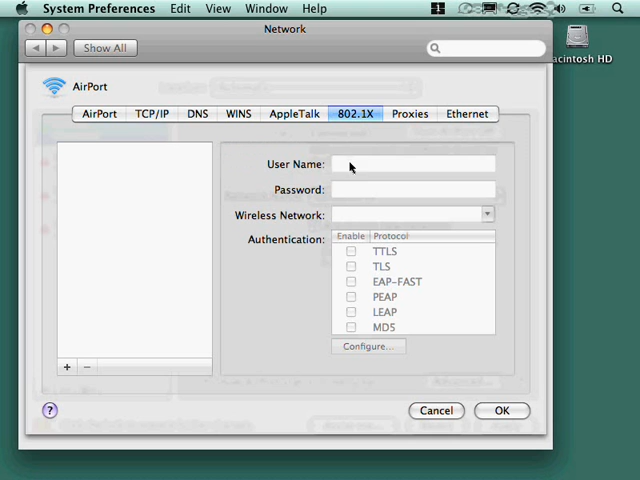 System Preferences Edit View Window Help
Network
Show All
acintosh HD
AirPort
AirPort TCP/IP DNS WINS AppleTalk 802.1X Proxies Ethernet
User Name:
Password:
Wireless Network:
Authentication:
Enable Protocol
TTLS
TLS
EAP-FAST
PEAP
LEAP
MD5
Configure...
+ −
? Cancel OK